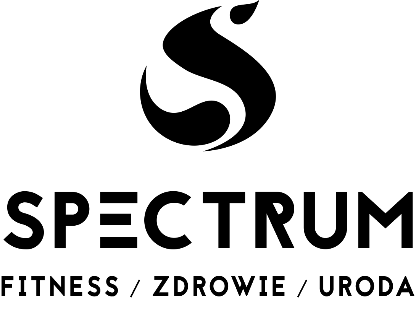 SPECTRUM
FITNESS / ZDROWIE / URODA